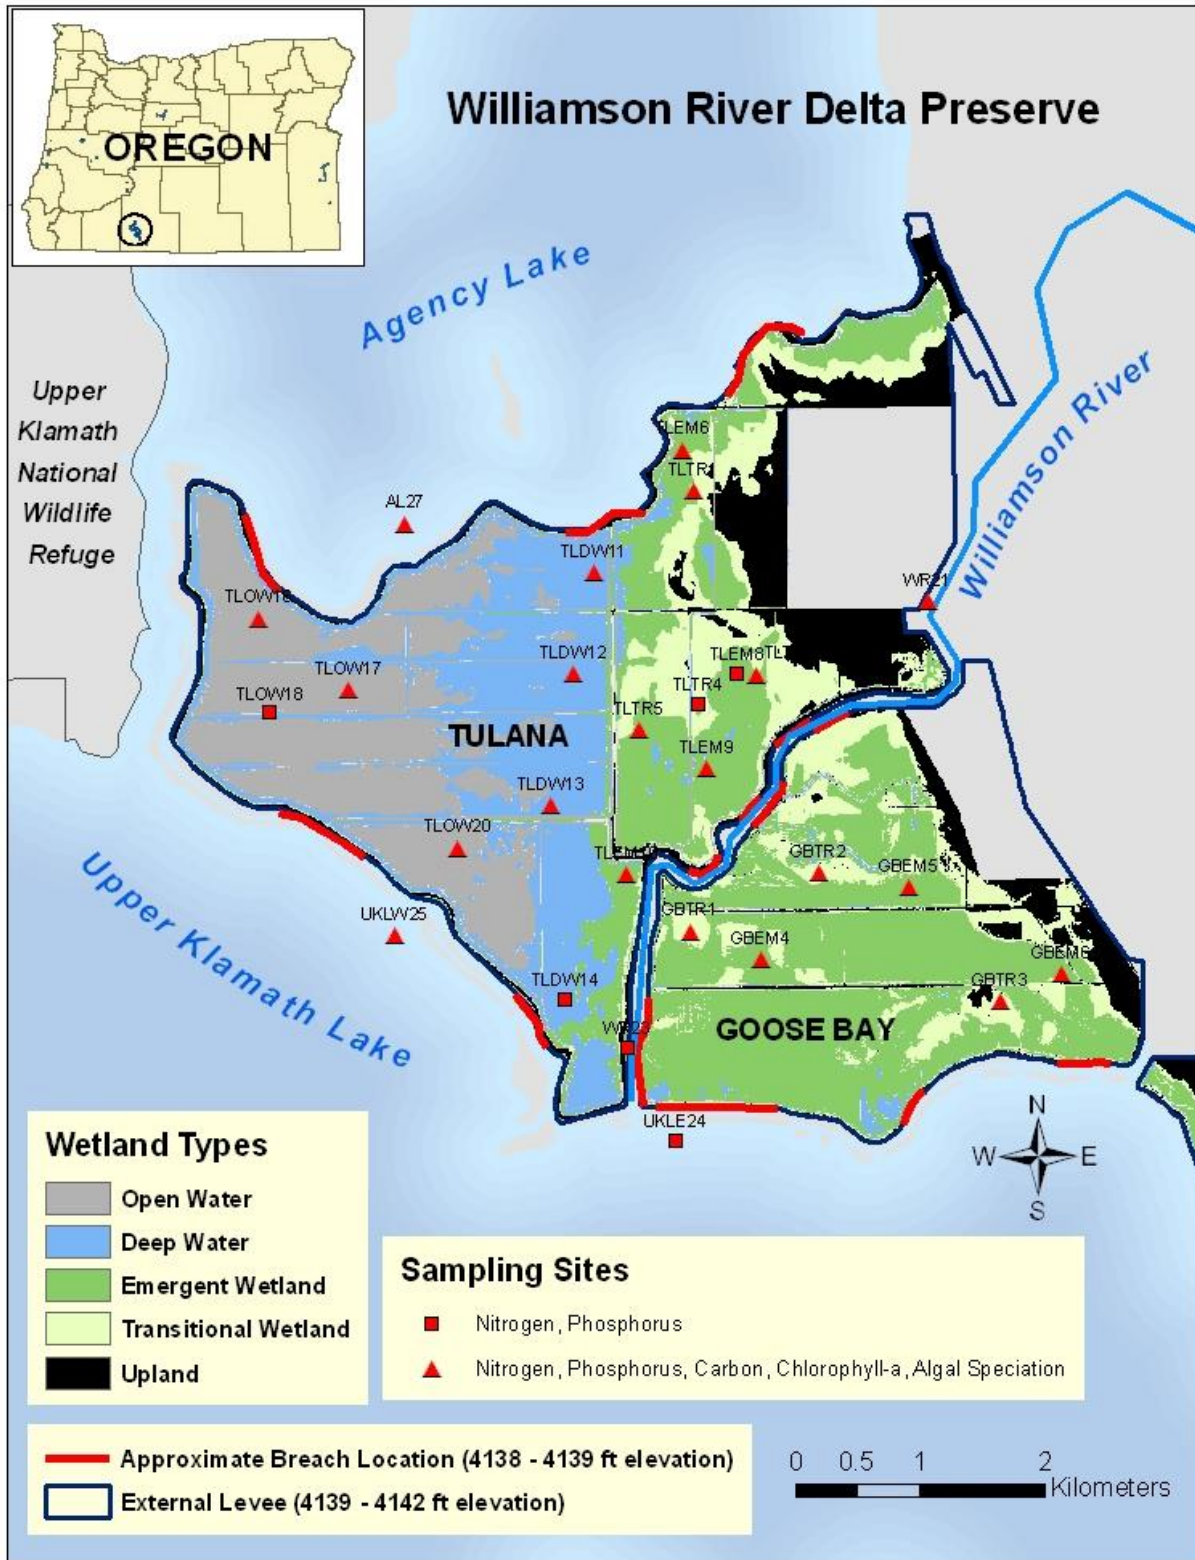 OREGON
Williamson River Delta Preserve
Agency Lake
Upper
Klamath
National
Wildlife
Refuge
Williamson River
TLEM6
AL27
TLDW11
WR21
TLOW17
TLDW12
TLEM8
TLOW18
TLTR4
TLTR5
TULANA
TLEM9
TLDW13
TLOW20
GBTR2
GBEM5
Upper Klamath Lake
UKLW25
GBTR1
GBEM4
GBEM6
TLDW14
GBTR3
GOOSE BAY
UKLE24
N
W
E
S
Wetland Types
Open Water
Deep Water
Emergent Wetland
Transitional Wetland
Upland
Sampling Sites
Nitrogen, Phosphorus
Nitrogen, Phosphorus, Carbon, Chlorophyll-a, Algal Speciation
Approximate Breach Location (4138 - 4139 ft elevation)
External Levee (4139 - 4142 ft elevation)
0 0.5 1 2
Kilometers